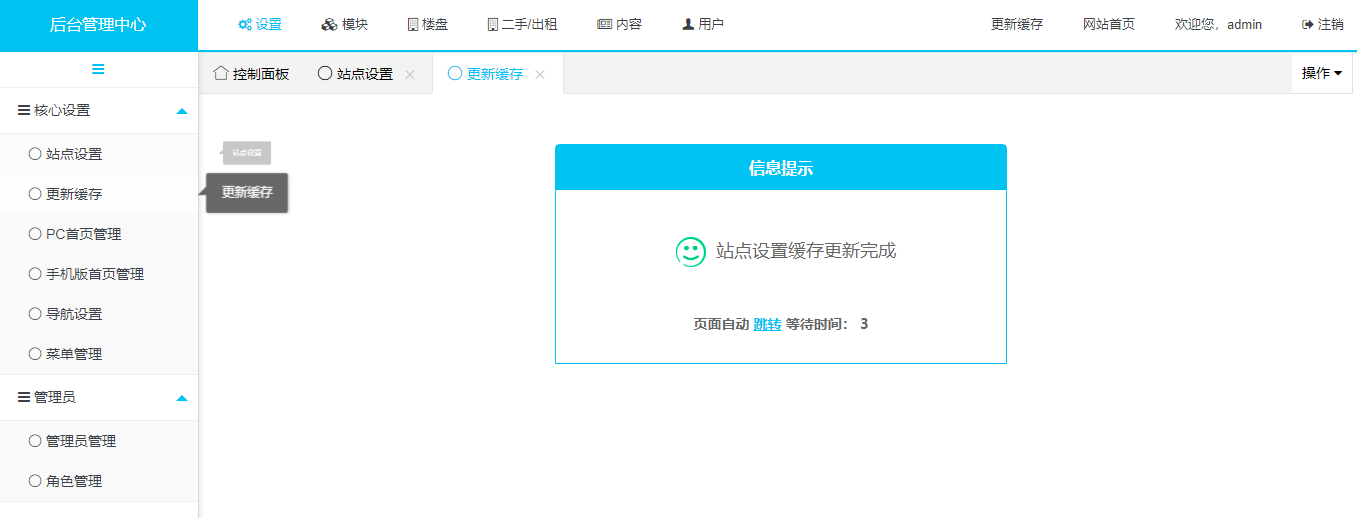 后台管理中心
设置 模块 楼盘 二手/出租 内容 用户 更新缓存 网站首页 欢迎您，admin 注销
控制面板 站点设置 更新缓存 操作
核心设置
站点设置
更新缓存
PC首页管理
手机版首页管理
导航设置
菜单管理
管理员
管理员管理
角色管理
站点设置
更新缓存
信息提示
站点设置缓存更新完成
页面自动 跳转 等待时间： 3